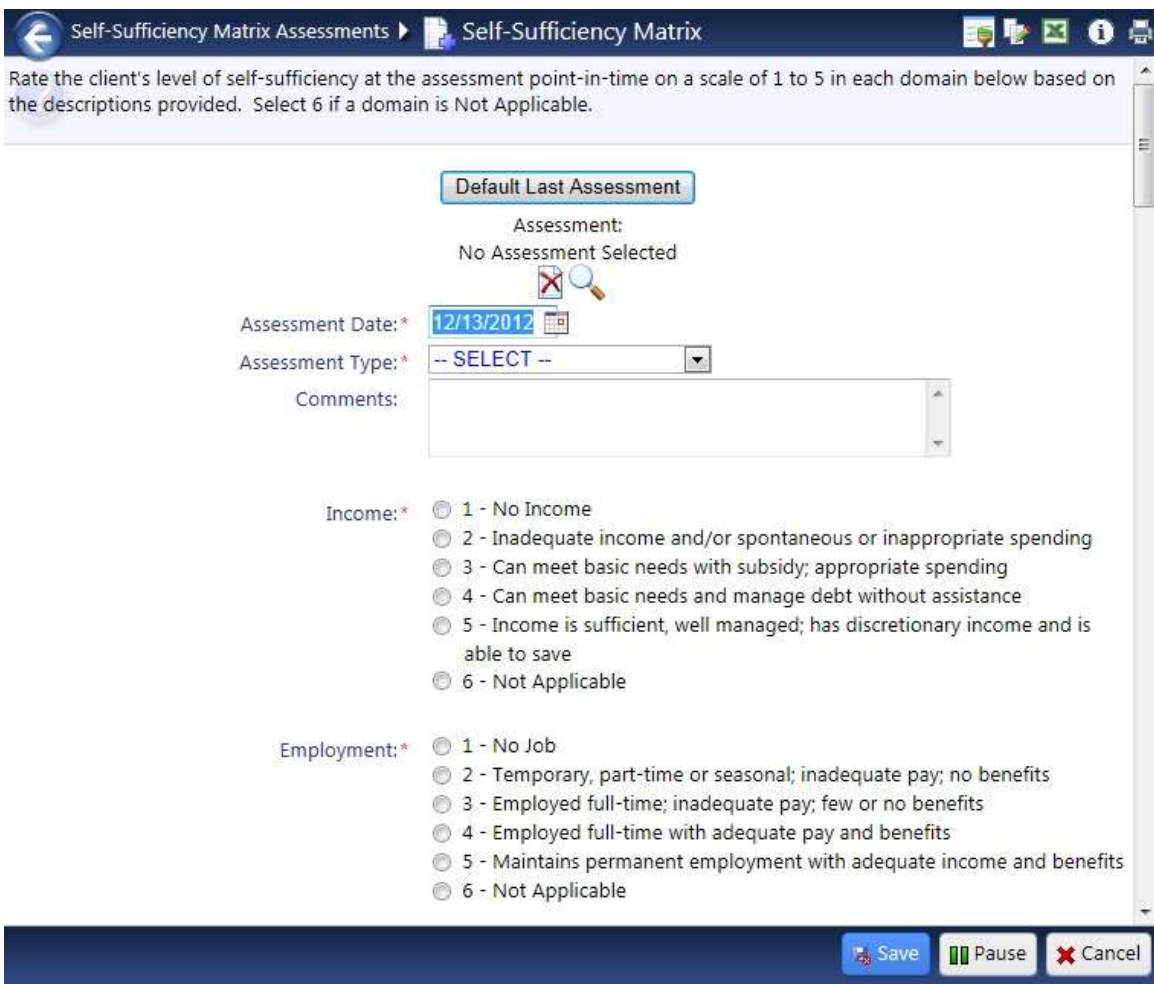 Self-Sufficiency Matrix Assessments Self-Sufficiency Matrix
Rate the client's level of self-sufficiency at the assessment point-in-time on a scale of 1 to 5 in each domain below based on
the descriptions provided. Select 6 if a domain is Not Applicable.
Default Last Assessment
Assessment:
No Assessment Selected
Assessment Date:* 12/13/2012
Assessment Type:* -- SELECT --
Comments:
Income:* 1 - No Income
2 - Inadequate income and/or spontaneous or inappropriate spending
3 - Can meet basic needs with subsidy; appropriate spending
4 - Can meet basic needs and manage debt without assistance
5 - Income is sufficient, well managed; has discretionary income and is
able to save
6 - Not Applicable
Employment:* 1 - No Job
2 - Temporary, part-time or seasonal; inadequate pay; no benefits
3 - Employed full-time; inadequate pay; few or no benefits
4 - Employed full-time with adequate pay and benefits
5 - Maintains permanent employment with adequate income and benefits
6 - Not Applicable
Save Pause Cancel